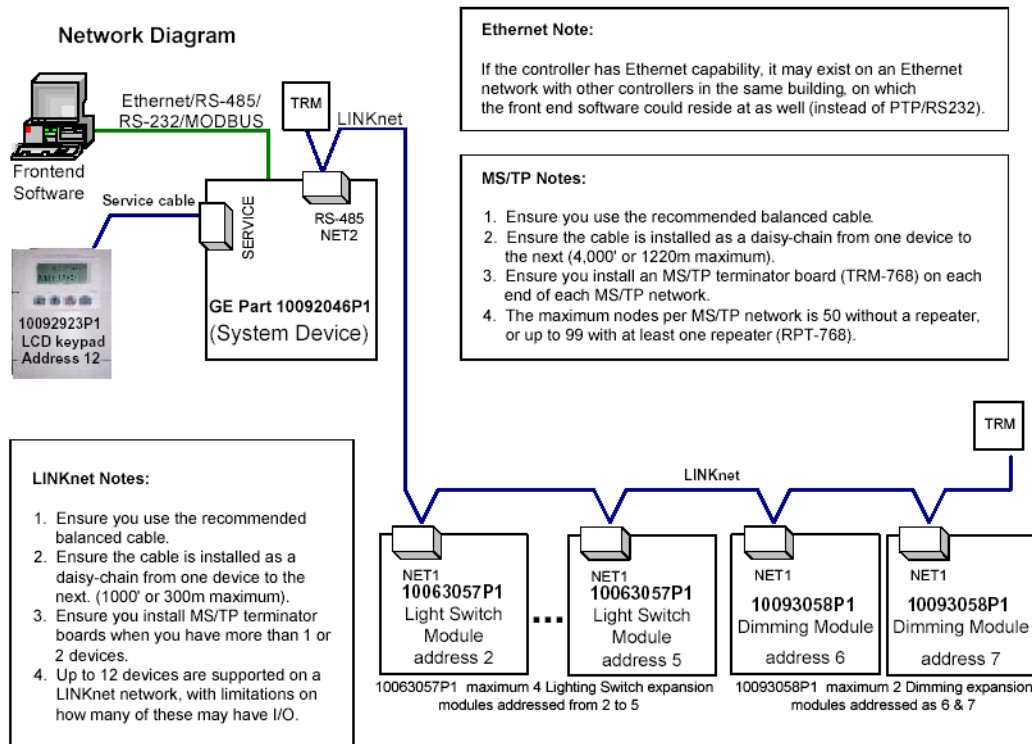 Network Diagram
Ethernet/RS-485/
RS-232/MODBUS
TRM
LINKnet
Frontend
Software
Service cable
SERVICE
RS-485
NET2
GE Part 10092046P1
(System Device)
10092923P1
LCD keypad
Address 12
Ethernet Note:
If the controller has Ethernet capability, it may exist on an Ethernet
network with other controllers in the same building, on which
the front end software could reside at as well (instead of PTP/RS232).
MS/TP Notes:
1. Ensure you use the recommended balanced cable.
2. Ensure the cable is installed as a daisy-chain from one device to
the next (4,000' or 1220m maximum).
3. Ensure you install an MS/TP terminator board (TRM-768) on each
end of each MS/TP network.
4. The maximum nodes per MS/TP network is 50 without a repeater,
or up to 99 with at least one repeater (RPT-768).
LINKnet Notes:
1. Ensure you use the recommended
balanced cable.
2. Ensure the cable is installed as a
daisy-chain from one device to the
next. (1000' or 300m maximum).
3. Ensure you install MS/TP terminator
boards when you have more than 1 or
2 devices.
4. Up to 12 devices are supported on a
LINKnet network, with limitations on
how many of these may have I/O.
TRM
LINKnet
NET1
10063057P1
Light Switch
Module
address 2
...
NET1
10063057P1
Light Switch
Module
address 5
NET1
10093058P1
Dimming Module
address 6
NET1
10093058P1
Dimming Module
address 7
10063057P1 maximum 4 Lighting Switch expansion
modules addressed from 2 to 5
10093058P1 maximum 2 Dimming expansion
modules addressed as 6 & 7